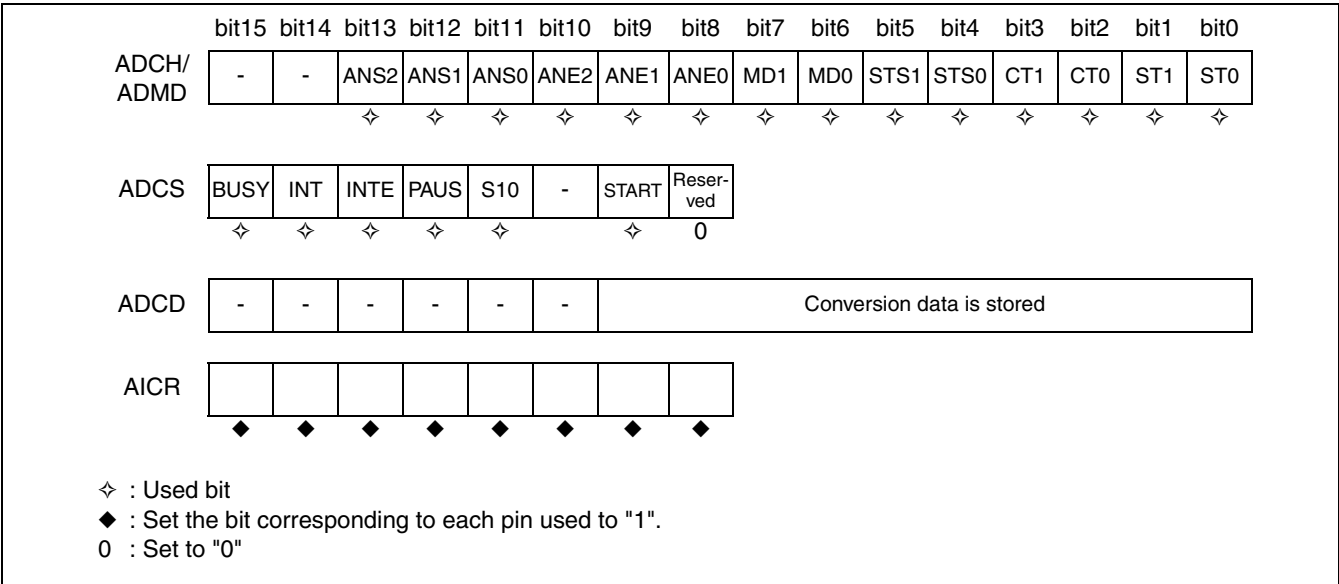 bit15 bit14 bit13 bit12 bit11 bit10 bit9 bit8 bit7 bit6 bit5 bit4 bit3 bit2 bit1 bit0
ADCH/
ADMD
- - ANS2 ANS1 ANS0 ANE2 ANE1 ANE0 MD1 MD0 STS1 STS0 CT1 CT0 ST1 ST0
✧ ✧ ✧ ✧ ✧ ✧ ✧ ✧ ✧ ✧ ✧ ✧ ✧ ✧
ADCS BUSY INT INTE PAUS S10 - START Reser-
ved
✧ ✧ ✧ ✧ ✧ ✧ 0
ADCD - - - - - - Conversion data is stored
AICR
◆ ◆ ◆ ◆ ◆ ◆ ◆ ◆
✧ : Used bit
◆ : Set the bit corresponding to each pin used to "1".
0 : Set to "0"